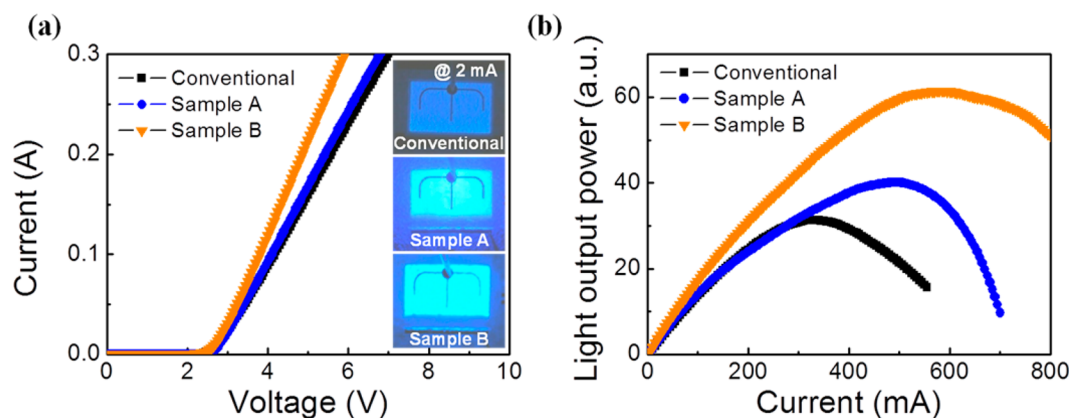 (a)
Current (A)
0.3
0.2
0.1
0.0
Conventional
Sample A
Sample B
@ 2 mA
Conventional
Sample A
Sample B
0 2 4 6 8 10
Voltage (V)
(b)
Light output power (a.u.)
60
40
20
0
Conventional
Sample A
Sample B
0 200 400 600 800
Current (mA)